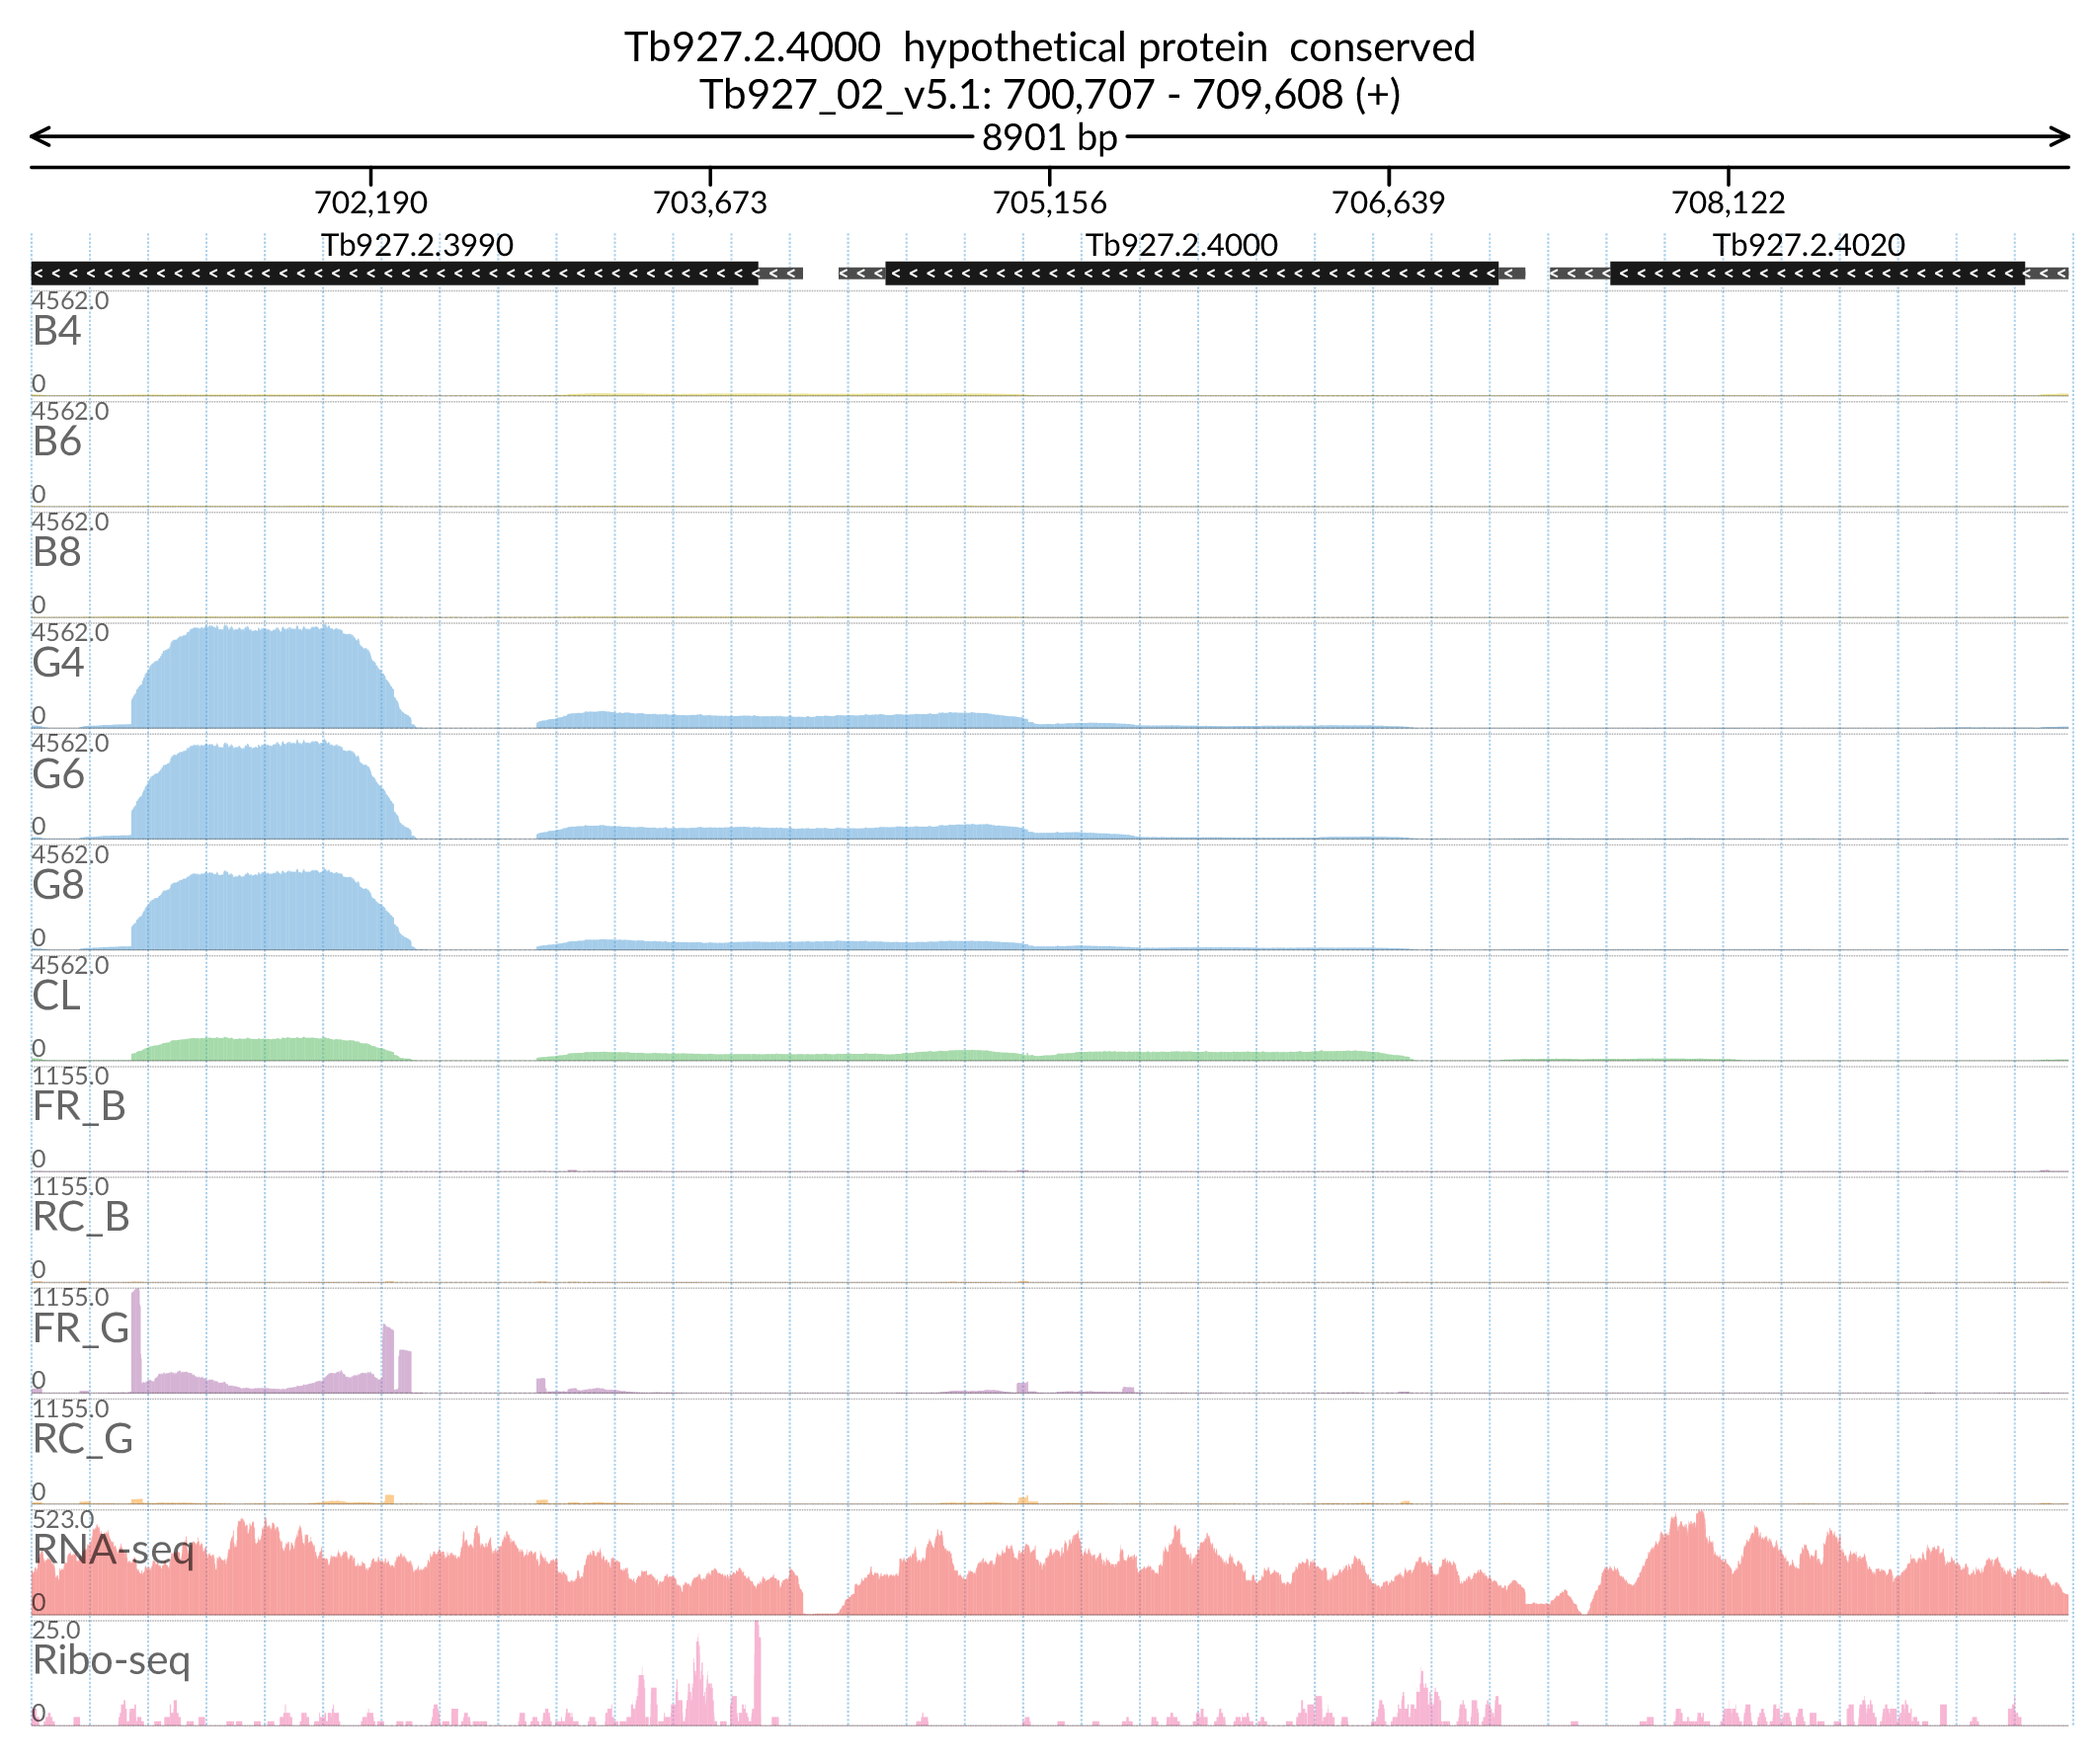 Tb927.2.4000 hypothetical protein conserved
Tb927_02_v5.1: 700,707 - 709,608 (+)
8901 bp
702,190 703,673 705,156 706,639 708,122
Tb927.2.3990 Tb927.2.4000 Tb927.2.4020
4562.0
B4
0
4562.0
B6
0
4562.0
B8
0
4562.0
G4
0
4562.0
G6
0
4562.0
G8
0
4562.0
CL
0
1155.0
FR_B
0
1155.0
RC_B
0
1155.0
FR_G
0
1155.0
RC_G
0
523.0
RNA-seq
0
25.0
Ribo-seq
0